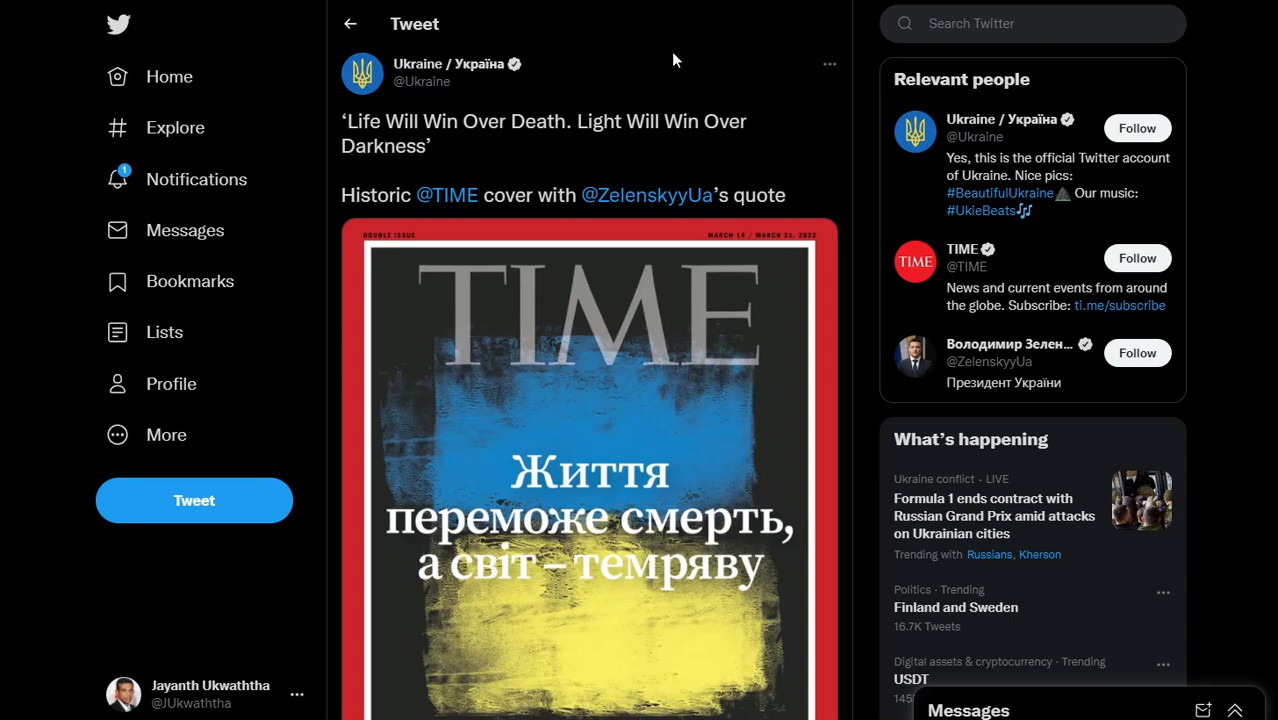 Home
Explore
1
Notifications
Messages
Bookmarks
Lists
Profile
More
Tweet
Jayanth Ukwaththa
@JUkwaththa
Tweet
Ukraine / Україна
@Ukraine
‘Life Will Win Over Death. Light Will Win Over
Darkness’
Historic @TIME cover with @ZelenskyyUa’s quote
DOUBLE ISSUE
MARCH 14 / MARCH 21, 2022
TIME
Життя
переможе смерть,
а світ – темряву
Search Twitter
Relevant people
Ukraine / Україна
@Ukraine
Follow
Yes, this is the official Twitter account
of Ukraine. Nice pics:
#BeautifulUkraine Our music:
#UkieBeats
TIME
TIME
@TIME
Follow
News and current events from around
the globe. Subscribe: ti.me/subscribe
Володимир Зелен...
@ZelenskyyUa
Follow
Президент України
What’s happening
Ukraine conflict · LIVE
Formula 1 ends contract with
Russian Grand Prix amid attacks
on Ukrainian cities
Trending with Russians, Kherson
Politics · Trending
Finland and Sweden
16.7K Tweets
Digital assets & cryptocurrency · Trending
USDT
Messages